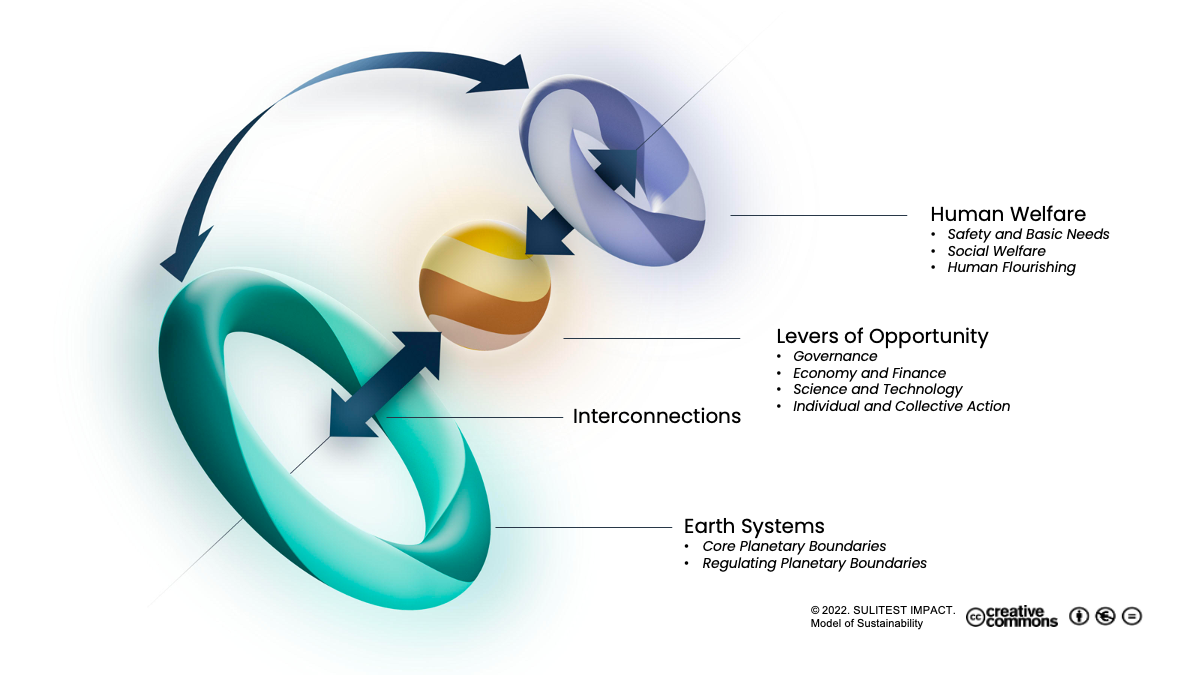 Human Welfare
• Safety and Basic Needs
• Social Welfare
• Human Flourishing
Levers of Opportunity
• Governance
• Economy and Finance
• Science and Technology
• Individual and Collective Action
Interconnections
Earth Systems
• Core Planetary Boundaries
• Regulating Planetary Boundaries
© 2022. SULITEST IMPACT.
Model of Sustainability
cc creative
commons